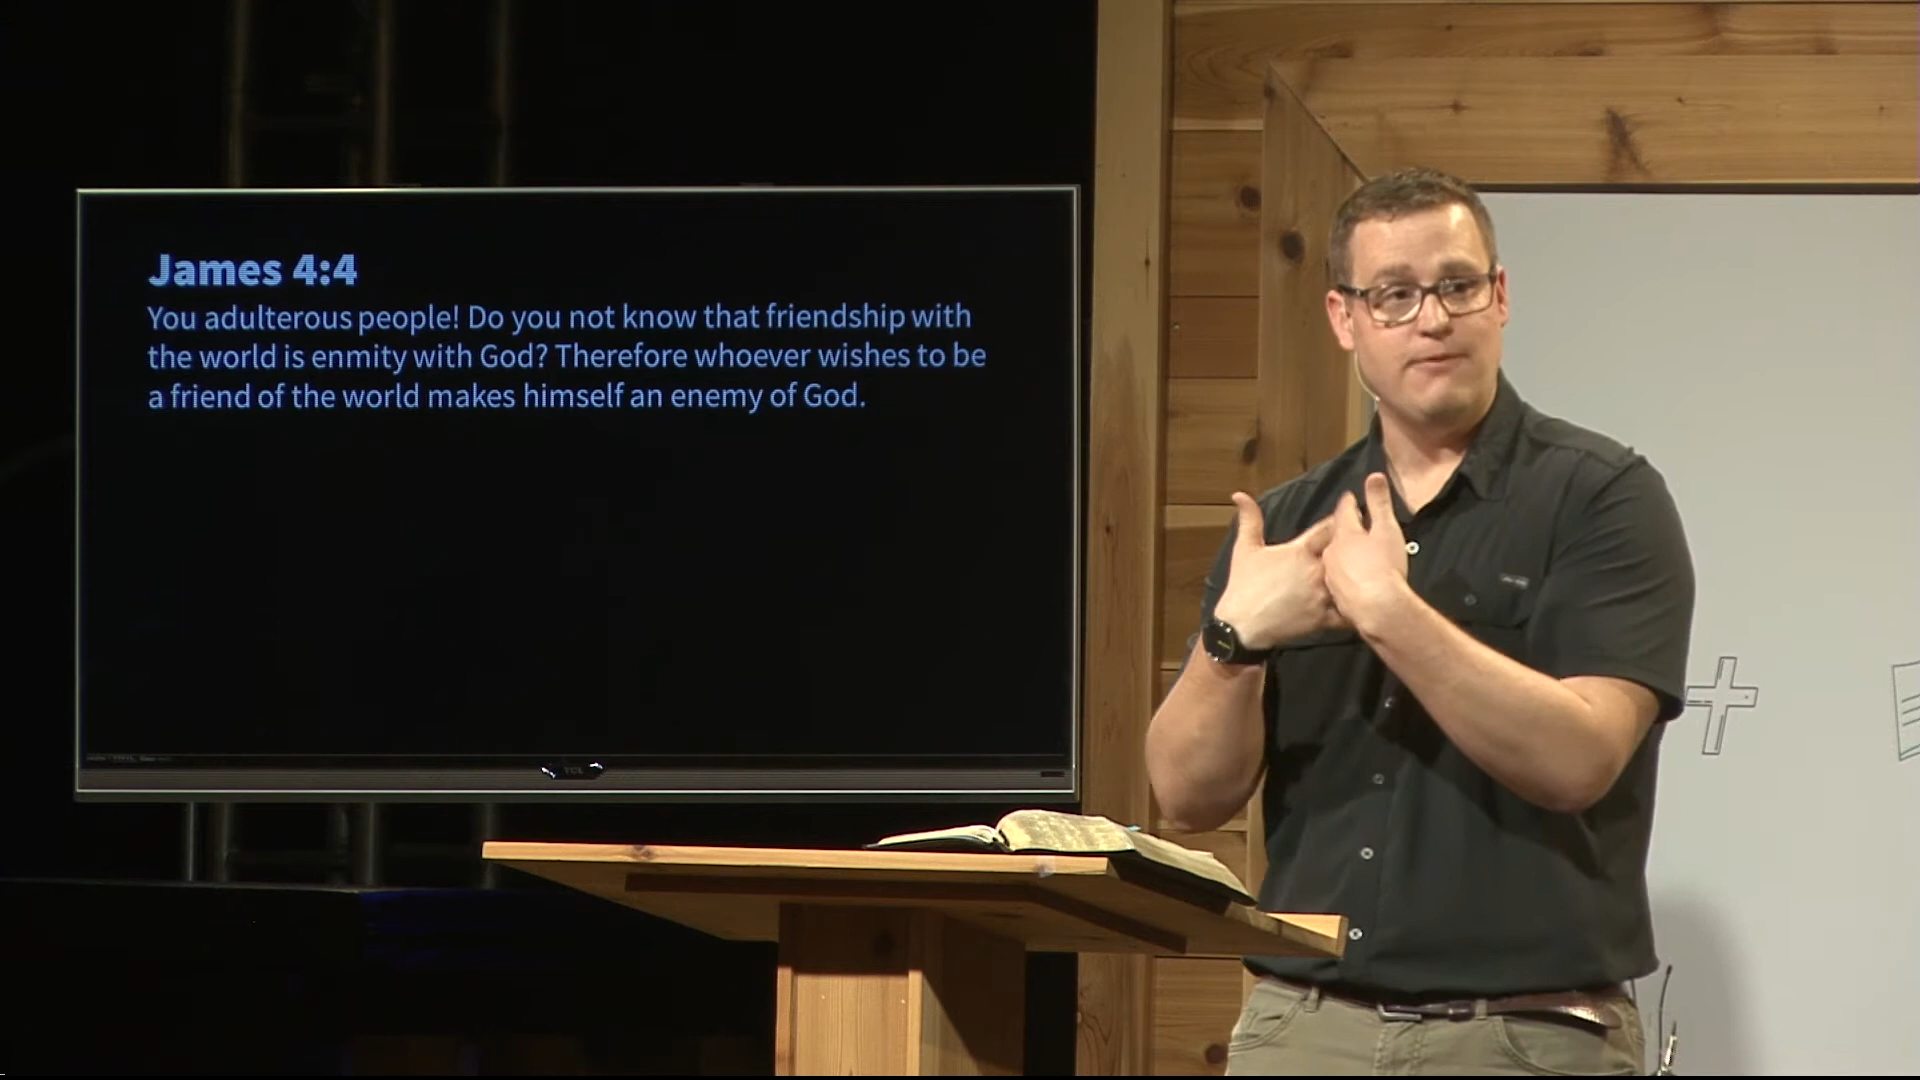 James 4:4
You adulterous people! Do you not know that friendship with
the world is enmity with God? Therefore whoever wishes to be
a friend of the world makes himself an enemy of God.
TCL